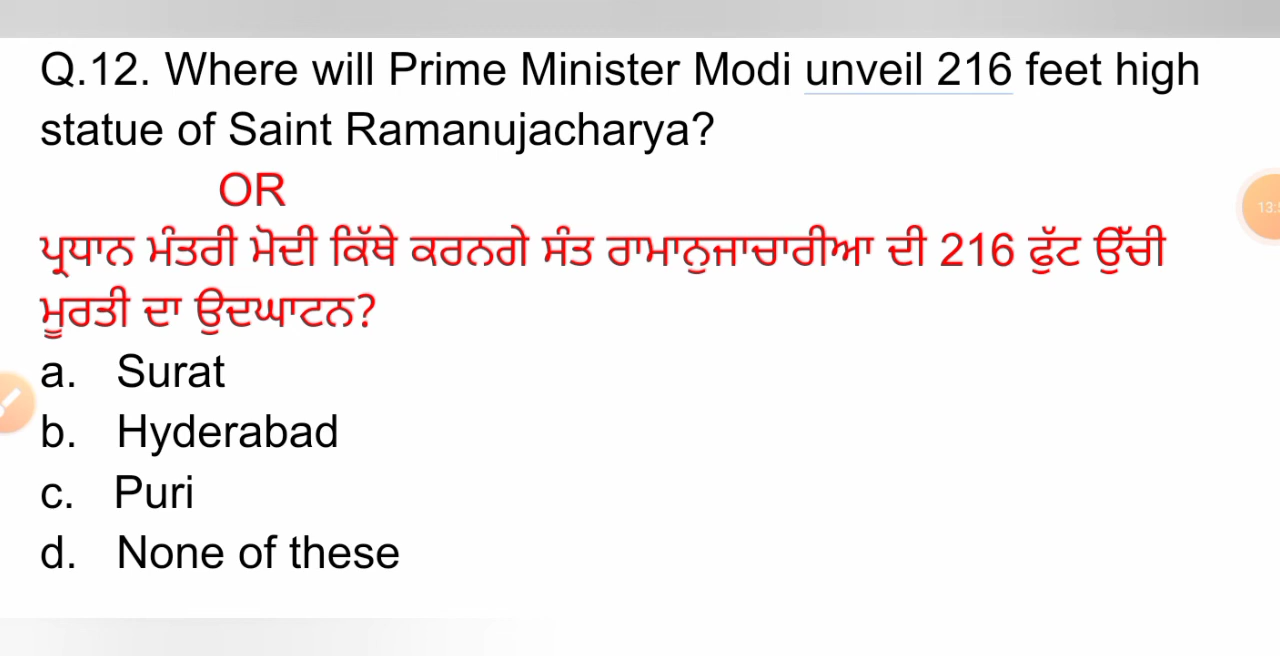 Q.12. Where will Prime Minister Modi unveil 216 feet high
statue of Saint Ramanujacharya?
OR
ਪ੍ਰਧਾਨ ਮੰਤਰੀ ਮੋਦੀ ਕਿੱਥੇ ਕਰਨਗੇ ਸੰਤ ਰਾਮਾਨੁਜਾਚਾਰੀਆ ਦੀ 216 ਫੁੱਟ ਉੱਚੀ
ਮੂਰਤੀ ਦਾ ਉਦਘਾਟਨ?
a. Surat
b. Hyderabad
c. Puri
d. None of these